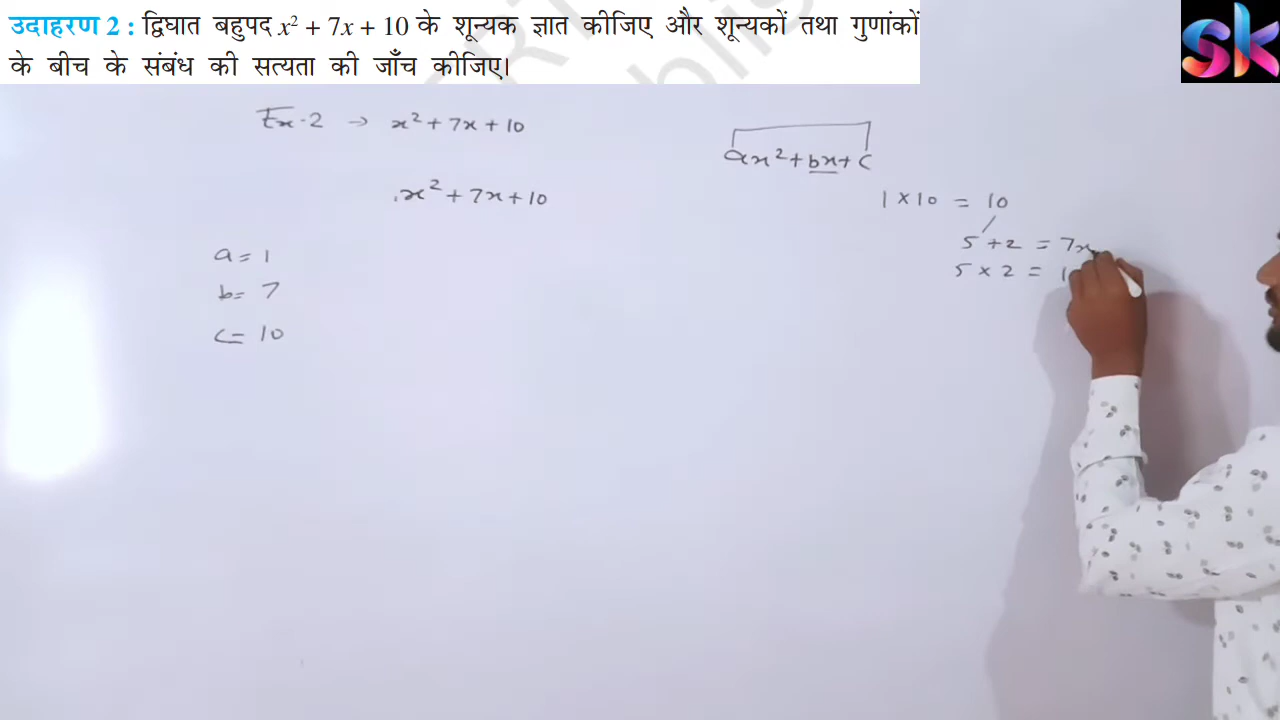 उदाहरण 2 : द्विघात बहुपद x² + 7x + 10 के शून्यक ज्ञात कीजिए और शून्यकों तथा गुणांकों
के बीच के संबंध की सत्यता की जाँच कीजिए।
sk
Ex-2 → x² + 7x + 10
ax² + bx + c
x² + 7x + 10
1 × 10 = 10
5 + 2 = 7x
5 × 2 = 1
a = 1
b = 7
c = 10